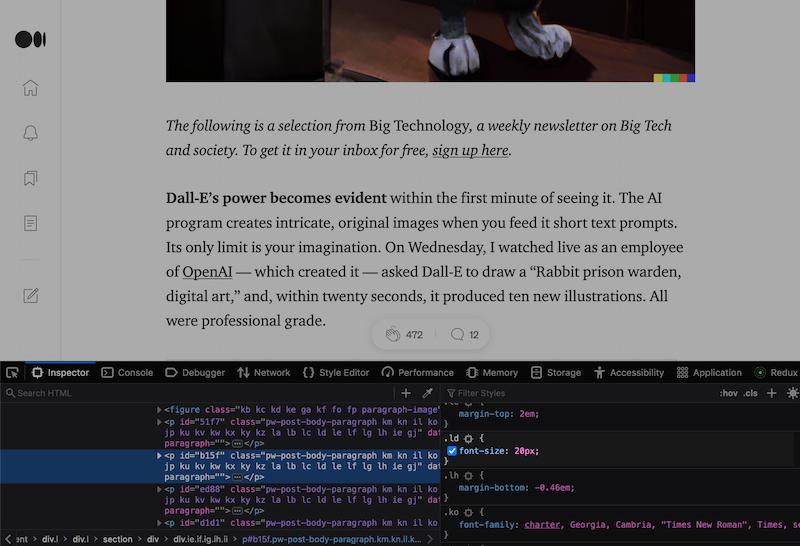 The following is a selection from Big Technology, a weekly newsletter on Big Tech
and society. To get it in your inbox for free, sign up here.
Dall-E’s power becomes evident within the first minute of seeing it. The AI
program creates intricate, original images when you feed it short text prompts.
Its only limit is your imagination. On Wednesday, I watched live as an employee
of OpenAI — which created it — asked Dall-E to draw a “Rabbit prison warden,
digital art,” and, within twenty seconds, it produced ten new illustrations. All
were professional grade.
472 12
Inspector Console Debugger Network Style Editor Performance Memory Storage Accessibility Application Redux
Search HTML
<figure class="kb kc kd ke ga kf fo fp paragraph-image"
<p id="51f7" class="pw-post-body-paragraph km kn il ko
jp ku kv kw kx ky kz la lb lc ld le lf lg lh ie gj" dat
paragraph=""></p>
<p id="b15f" class="pw-post-body-paragraph km kn il ko
jp ku kv kw kx ky kz la lb lc ld le lf lg lh ie gj" dat
paragraph=""></p>
<p id="ed88" class="pw-post-body-paragraph km kn il ko
jp ku kv kw kx ky kz la lb lc ld le lf lg lh ie gj" dat
paragraph=""></p>
<p id="d1d1" class="pw-post-body-paragraph km kn il ko
ent > div.l > div.l > section > div > div.ie.if.ig.ih.ii > p#b15f.pw-post-body-paragraph.km.kn.il.k...
Filter Styles :hov .cls
margin-top: 2em;
}
.ld {
font-size: 20px;
}
.lh {
margin-bottom: -0.46em;
}
.ko {
font-family: charter, Georgia, Cambria, "Times New Roman", Times, se